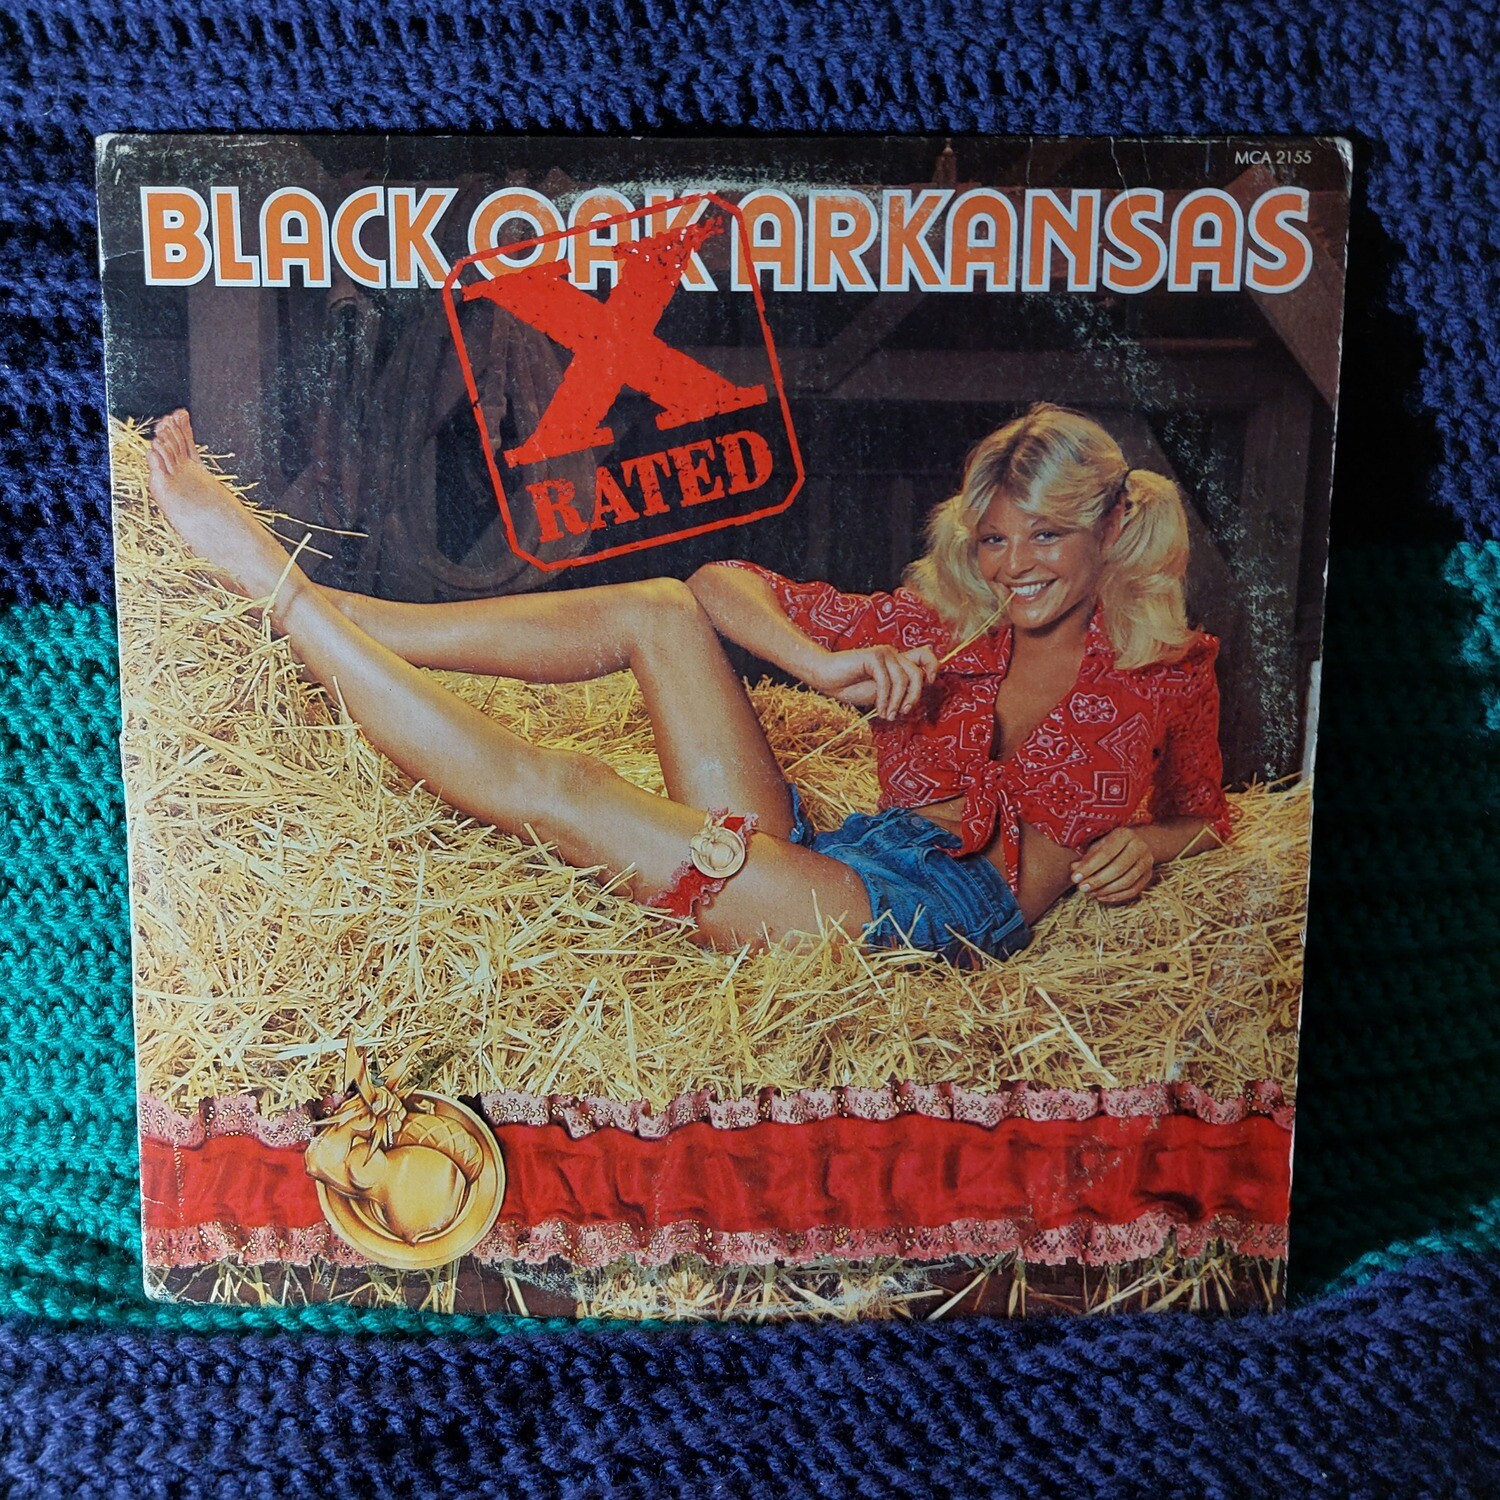 MCA 2155
BLACK OAK ARKANSAS
X
RATED